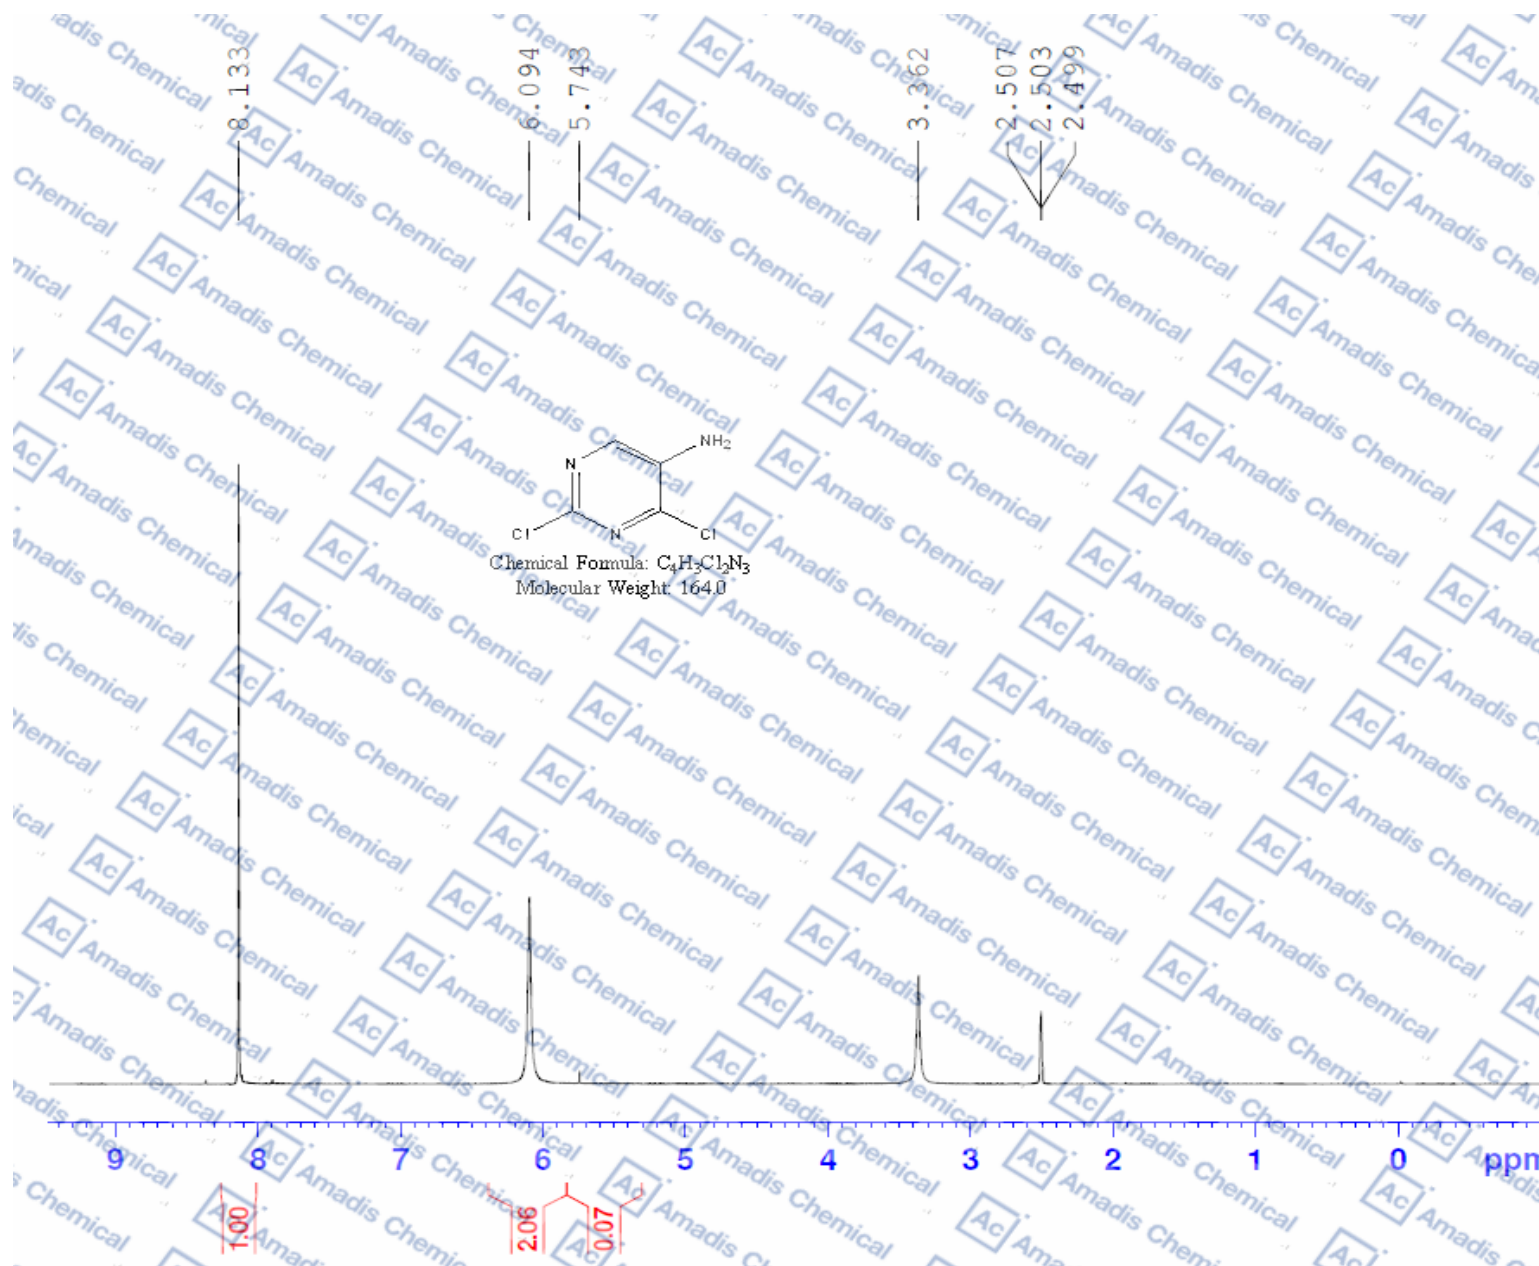 8.133
6.094
5.743
3.362
2.507
2.503
2.499
NH2
N
Cl
N
Cl
Chemical Formula: C4H3Cl2N3
Molecular Weight: 164.0
9 8 7 6 5 4 3 2 1 0 ppm
1.00
2.06
0.07
Ac Amadis Chemical